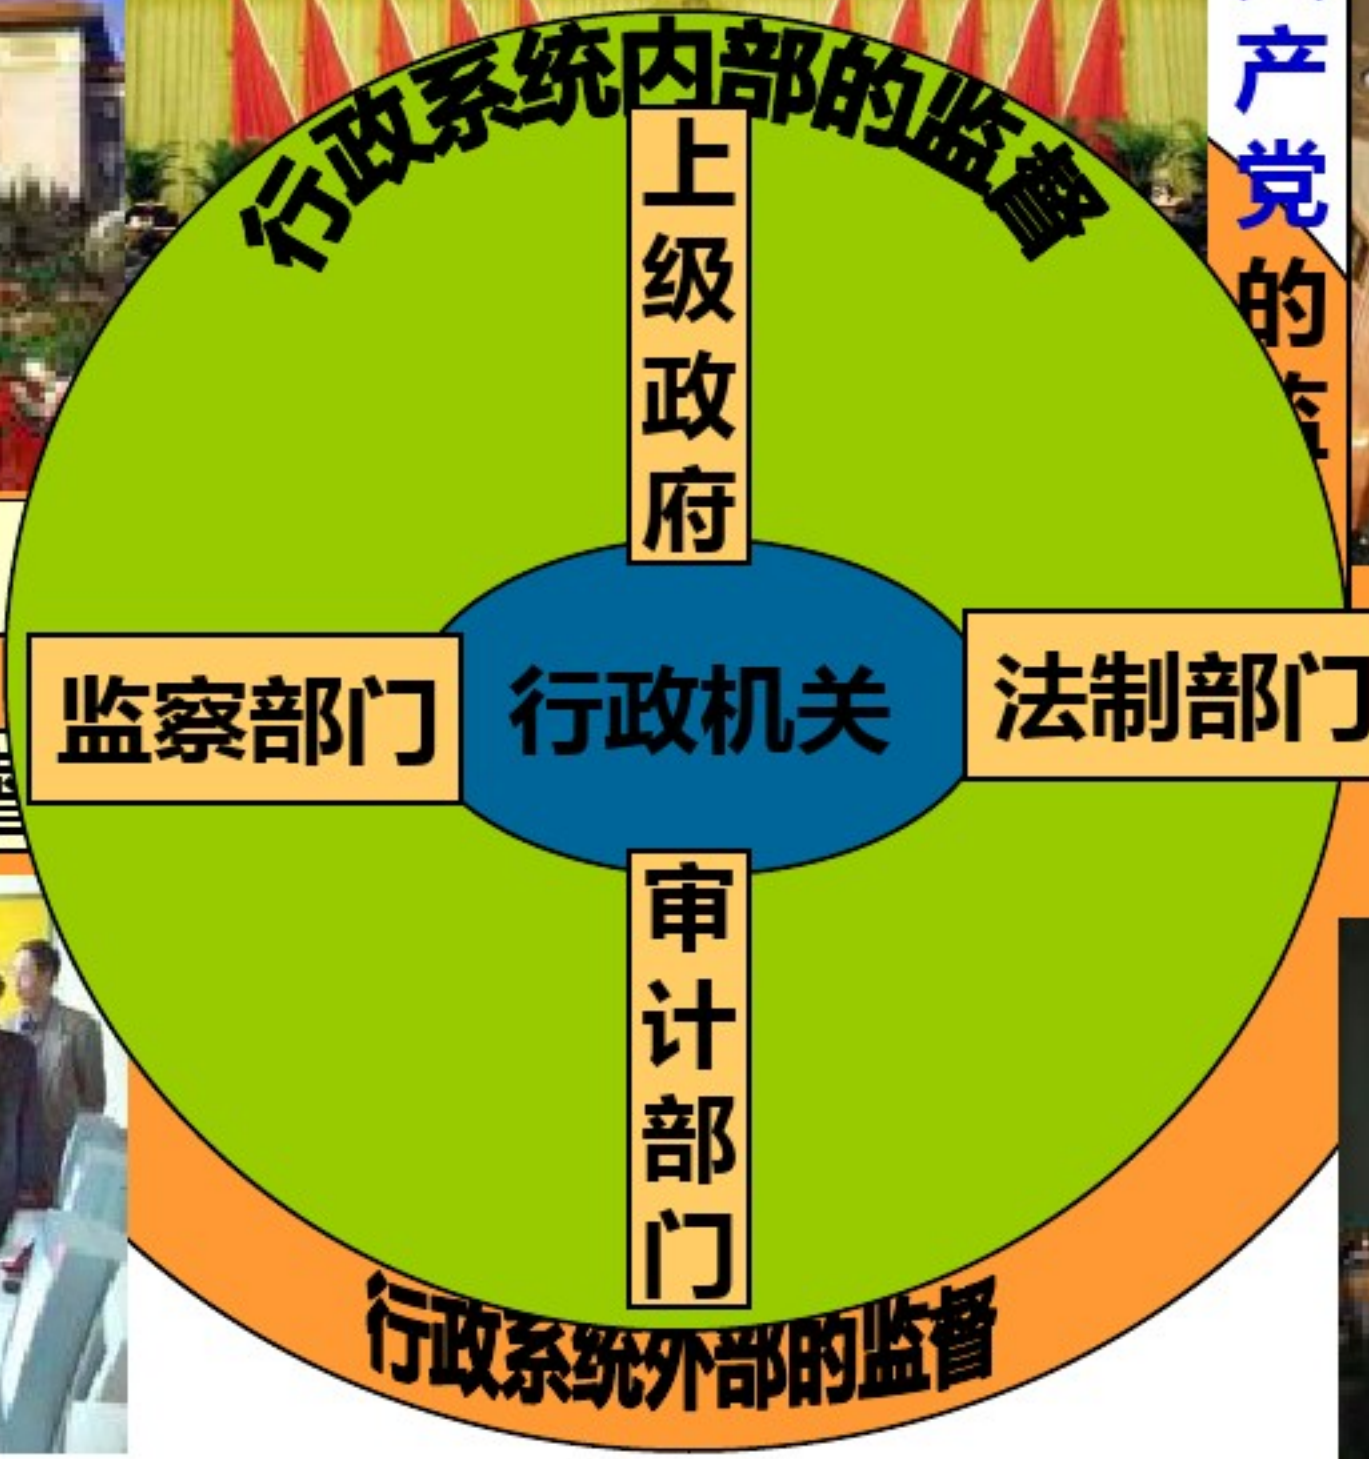 行政系统内部的监督
产党的监
上级政府
监察部门
行政机关
法制部门
审计部门
行政系统外部的监督